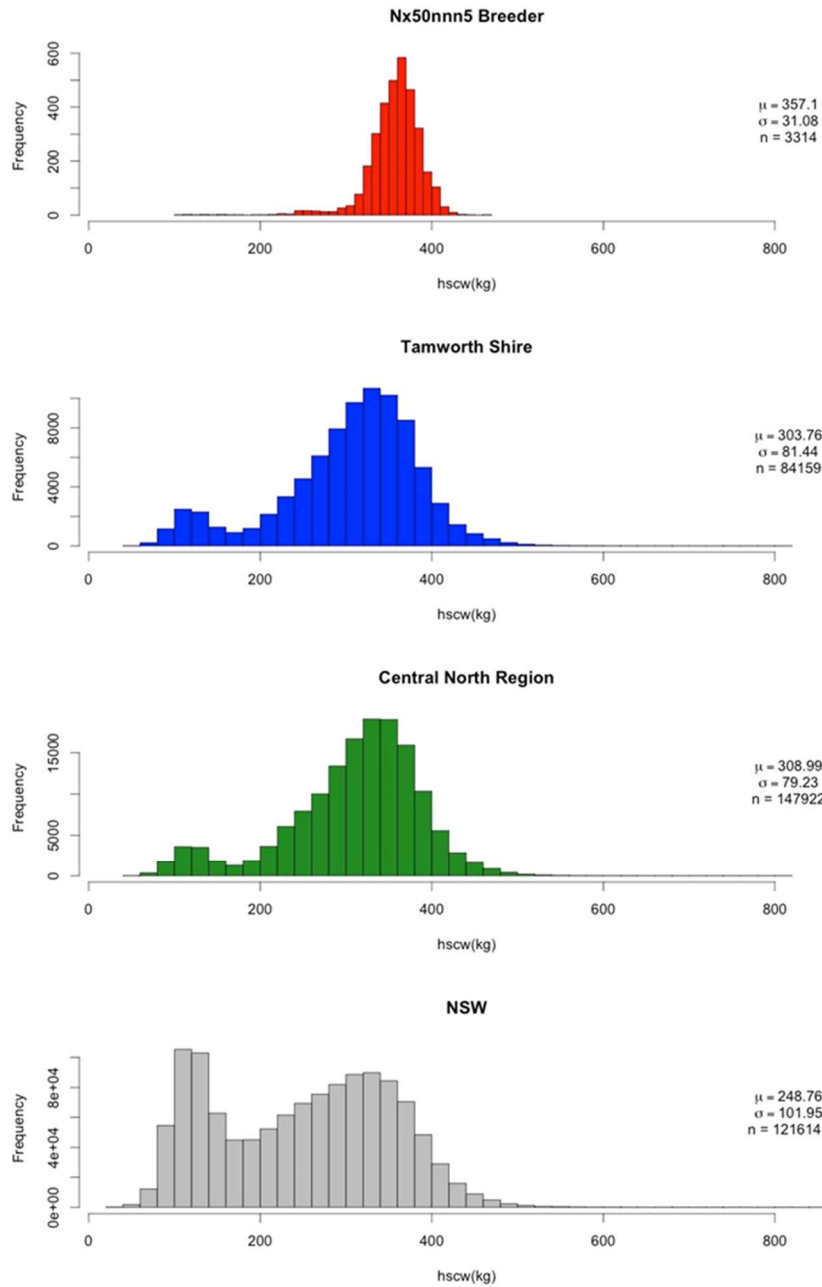 Nx50nnn5 Breeder
600
400
200
0
Frequency
μ = 357.1
σ = 31.08
n = 3314
0 200 400 600 800
hscw(kg)
Tamworth Shire
8000
4000
0
Frequency
μ = 303.76
σ = 81.44
n = 84159
0 200 400 600 800
hscw(kg)
Central North Region
15000
5000
0
Frequency
μ = 308.99
σ = 79.23
n = 147922
0 200 400 600 800
hscw(kg)
NSW
8e+04
4e+04
0e+00
Frequency
μ = 248.76
σ = 101.95
n = 121614
0 200 400 600 800
hscw(kg)